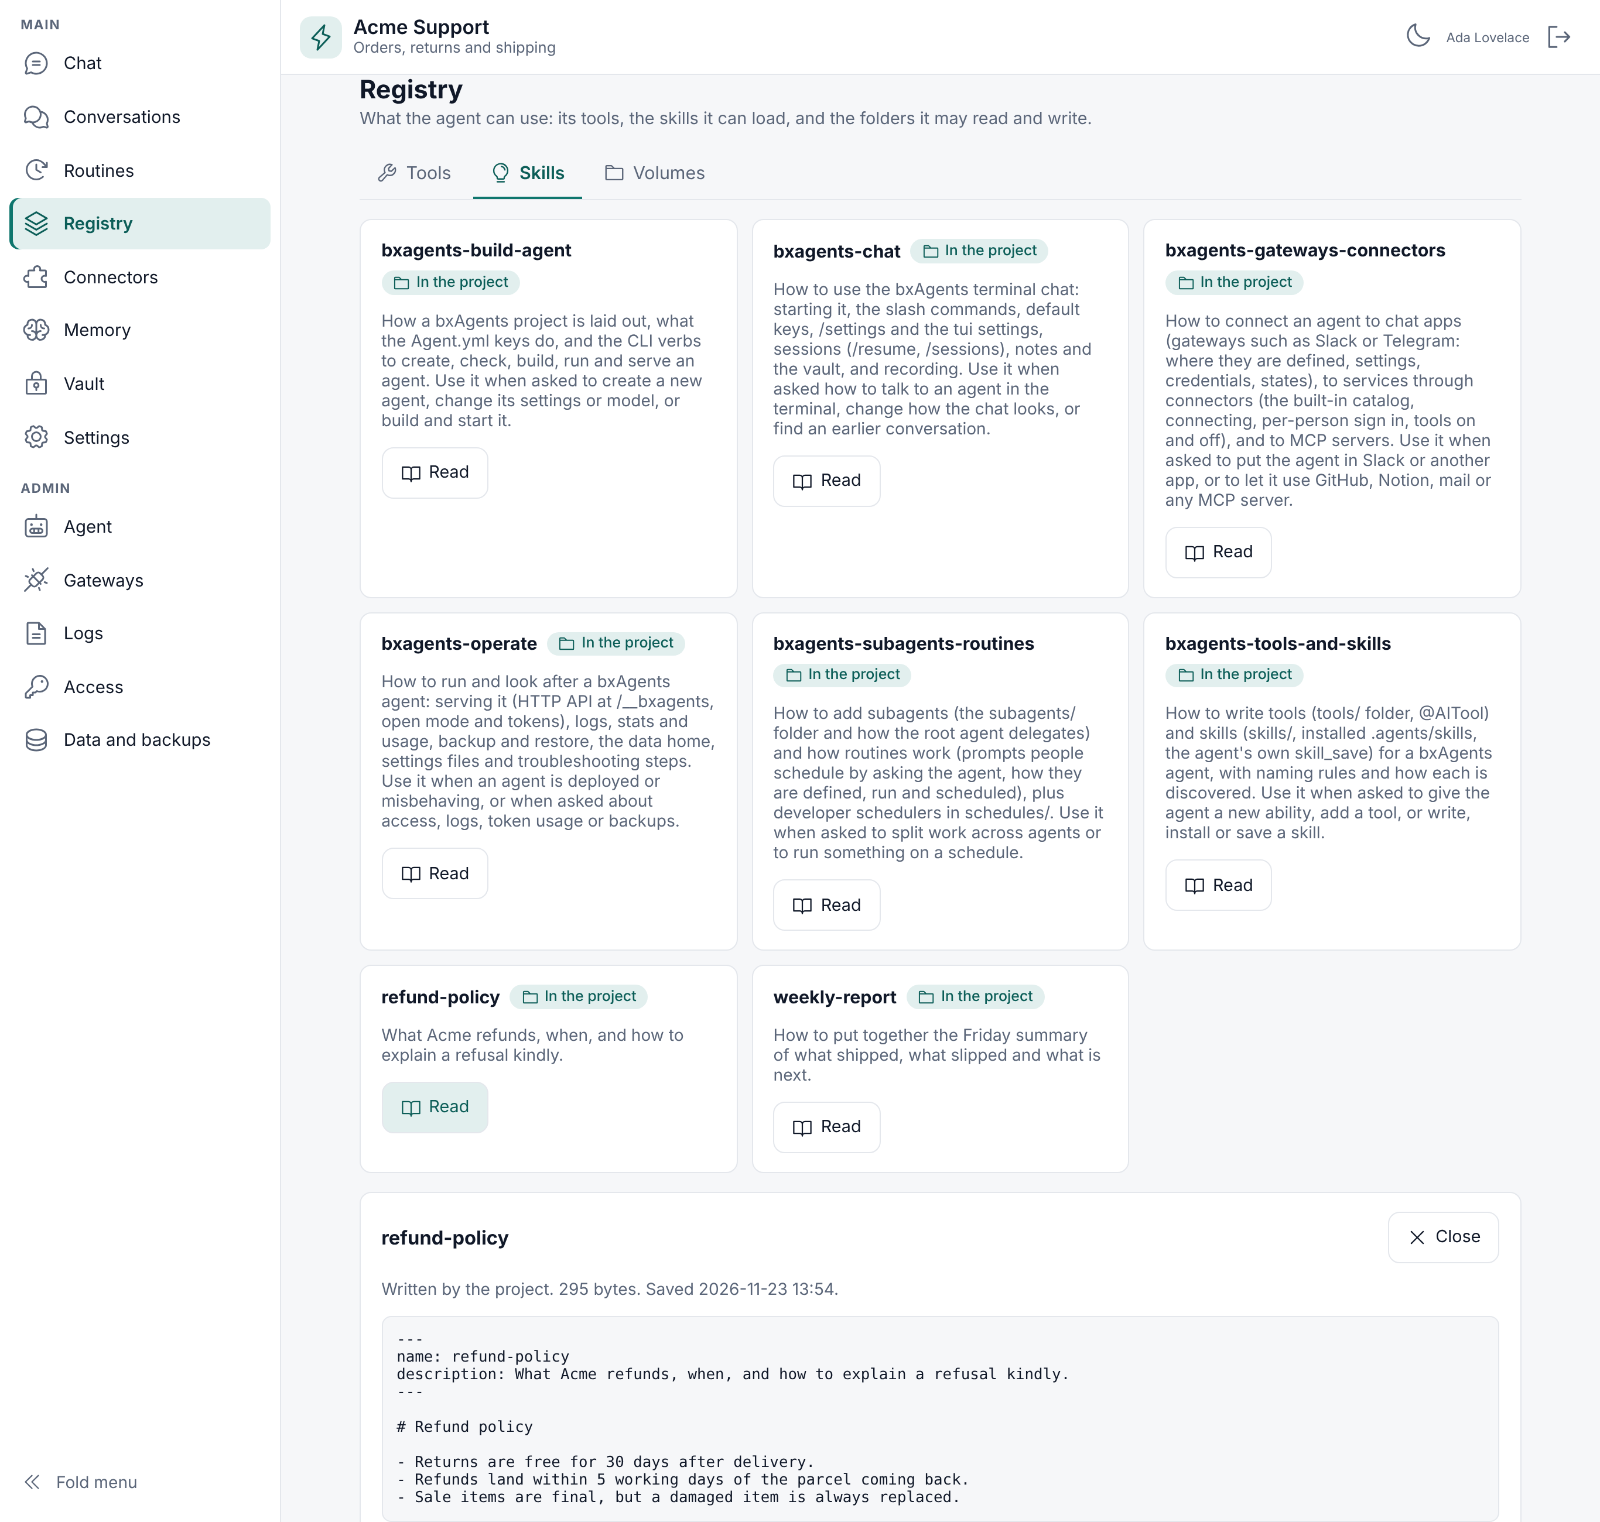 MAIN
Chat
Conversations
Routines
Registry
Connectors
Memory
Vault
Settings
ADMIN
Agent
Gateways
Logs
Access
Data and backups
Fold menu
Acme Support
Orders, returns and shipping
Ada Lovelace
Registry
What the agent can use: its tools, the skills it can load, and the folders it may read and write.
Tools
Skills
Volumes
bxagents-build-agent
In the project
How a bxAgents project is laid out, what
the Agent.yml keys do, and the CLI verbs
to create, check, build, run and serve an
agent. Use it when asked to create a new
agent, change its settings or model, or
build and start it.
Read
bxagents-chat
In the project
How to use the bxAgents terminal chat:
starting it, the slash commands, default
keys, /settings and the tui settings,
sessions (/resume, /sessions), notes and
the vault, and recording. Use it when
asked how to talk to an agent in the
terminal, change how the chat looks, or
find an earlier conversation.
Read
bxagents-gateways-connectors
In the project
How to connect an agent to chat apps
(gateways such as Slack or Telegram:
where they are defined, settings,
credentials, states), to services through
connectors (the built-in catalog,
connecting, per-person sign in, tools on
and off), and to MCP servers. Use it when
asked to put the agent in Slack or another
app, or to let it use GitHub, Notion, mail or
any MCP server.
Read
bxagents-operate
In the project
How to run and look after a bxAgents
agent: serving it (HTTP API at /__bxagents,
open mode and tokens), logs, stats and
usage, backup and restore, the data home,
settings files and troubleshooting steps.
Use it when an agent is deployed or
misbehaving, or when asked about
access, logs, token usage or backups.
Read
bxagents-subagents-routines
In the project
How to add subagents (the subagents/
folder and how the root agent delegates)
and how routines work (prompts people
schedule by asking the agent, how they
are defined, run and scheduled), plus
developer schedulers in schedules/. Use it
when asked to split work across agents or
to run something on a schedule.
Read
bxagents-tools-and-skills
In the project
How to write tools (tools/ folder, @AITool)
and skills (skills/, installed .agents/skills,
the agent's own skill_save) for a bxAgents
agent, with naming rules and how each is
discovered. Use it when asked to give the
agent a new ability, add a tool, or write,
install or save a skill.
Read
refund-policy
In the project
What Acme refunds, when, and how to
explain a refusal kindly.
Read
weekly-report
In the project
How to put together the Friday summary
of what shipped, what slipped and what is
next.
Read
refund-policy
Close
Written by the project. 295 bytes. Saved 2026-11-23 13:54.
---
name: refund-policy
description: What Acme refunds, when, and how to explain a refusal kindly.
---
# Refund policy
- Returns are free for 30 days after delivery.
- Refunds land within 5 working days of the parcel coming back.
- Sale items are final, but a damaged item is always replaced.